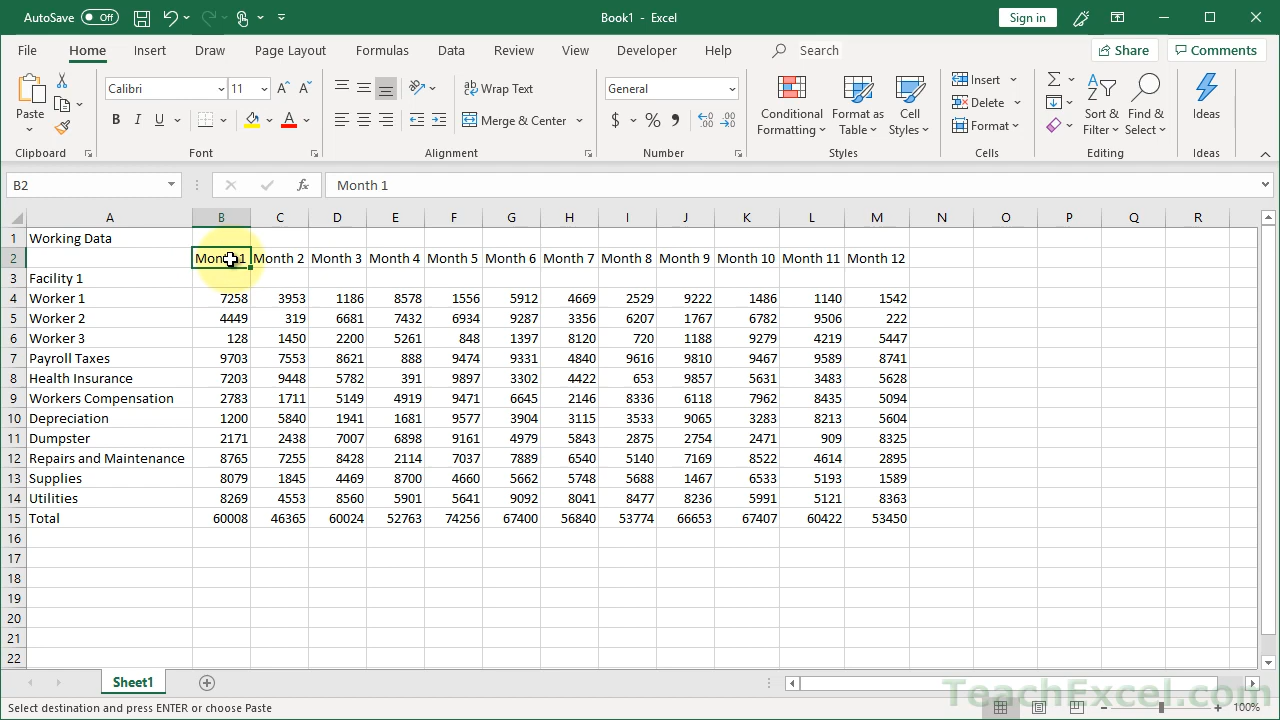 AutoSave Off Book1 - Excel Sign in
File Home Insert Draw Page Layout Formulas Data Review View Developer Help Search Share Comments
Paste Calibri 11 Wrap Text General Conditional Formatting Format as Table Cell Styles Insert Sort & Filter Find & Select Ideas
B I U Merge & Center $ % Delete
Format
Clipboard Font Alignment Number Styles Cells Editing Ideas
B2 fx Month 1
A B C D E F G H I J K L M N O P Q R
1 Working Data
2 Month 1 Month 2 Month 3 Month 4 Month 5 Month 6 Month 7 Month 8 Month 9 Month 10 Month 11 Month 12
3 Facility 1
4 Worker 1 7258 3953 1186 8578 1556 5912 4669 2529 9222 1486 1140 1542
5 Worker 2 4449 319 6681 7432 6934 9287 3356 6207 1767 6782 9506 222
6 Worker 3 128 1450 2200 5261 848 1397 8120 720 1188 9279 4219 5447
7 Payroll Taxes 9703 7553 8621 888 9474 9331 4840 9616 9810 9467 9589 8741
8 Health Insurance 7203 9448 5782 391 9897 3302 4422 653 9857 5631 3483 5628
9 Workers Compensation 2783 1711 5149 4919 9471 6645 2146 8336 6118 7962 8435 5094
10 Depreciation 1200 5840 1941 1681 9577 3904 3115 3533 9065 3283 8213 5604
11 Dumpster 2171 2438 7007 6898 9161 4979 5843 2875 2754 2471 909 8325
12 Repairs and Maintenance 8765 7255 8428 2114 7037 7889 6540 5140 7169 8522 4614 2895
13 Supplies 8079 1845 4469 8700 4660 5662 5748 5688 1467 6533 5193 1589
14 Utilities 8269 4553 8560 5901 5641 9092 8041 8477 8236 5991 5121 8363
15 Total 60008 46365 60024 52763 74256 67400 56840 53774 66653 67407 60422 53450
16
17
18
19
20
21
22
Sheet1
TeachExcel.com
Select destination and press ENTER or choose Paste 100%